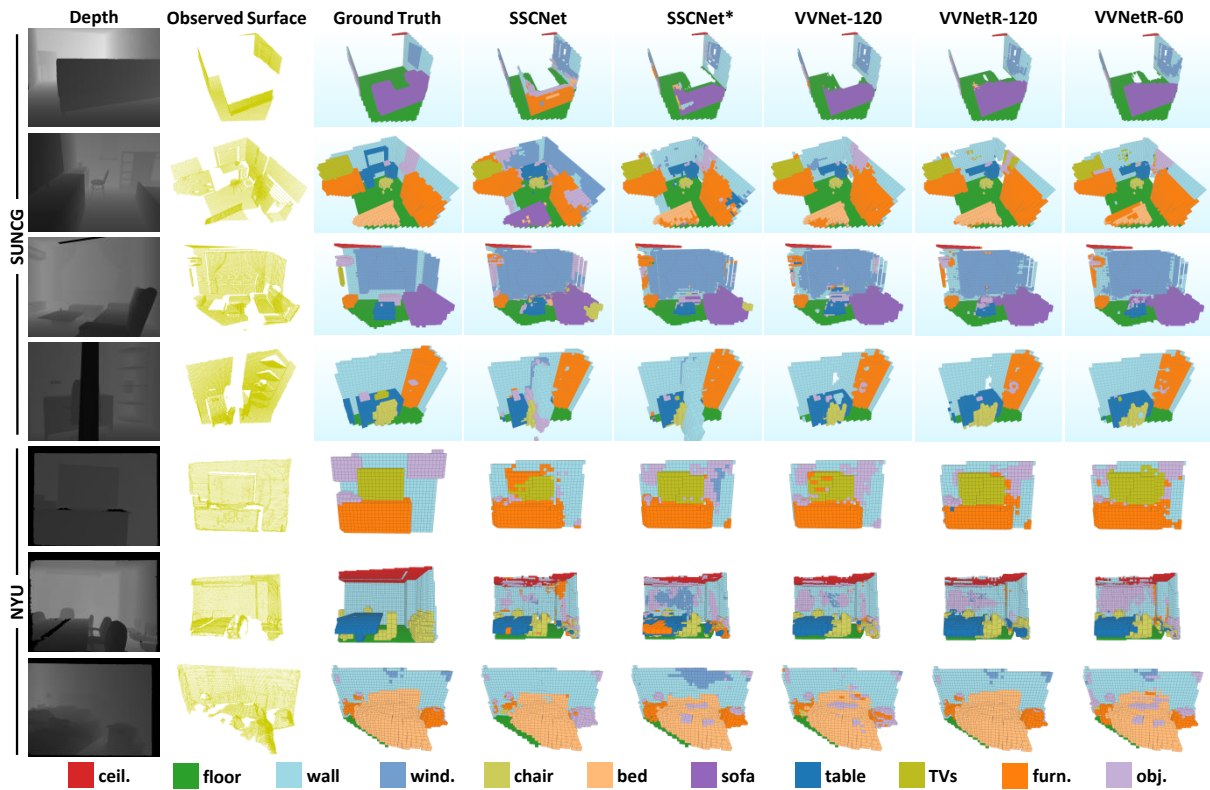 Depth Observed Surface Ground Truth SSCNet SSCNet* VVNet-120 VVNetR-120 VVNetR-60
SUNCG
NYU
ceil. floor wall wind. chair bed sofa table TVs furn. obj.